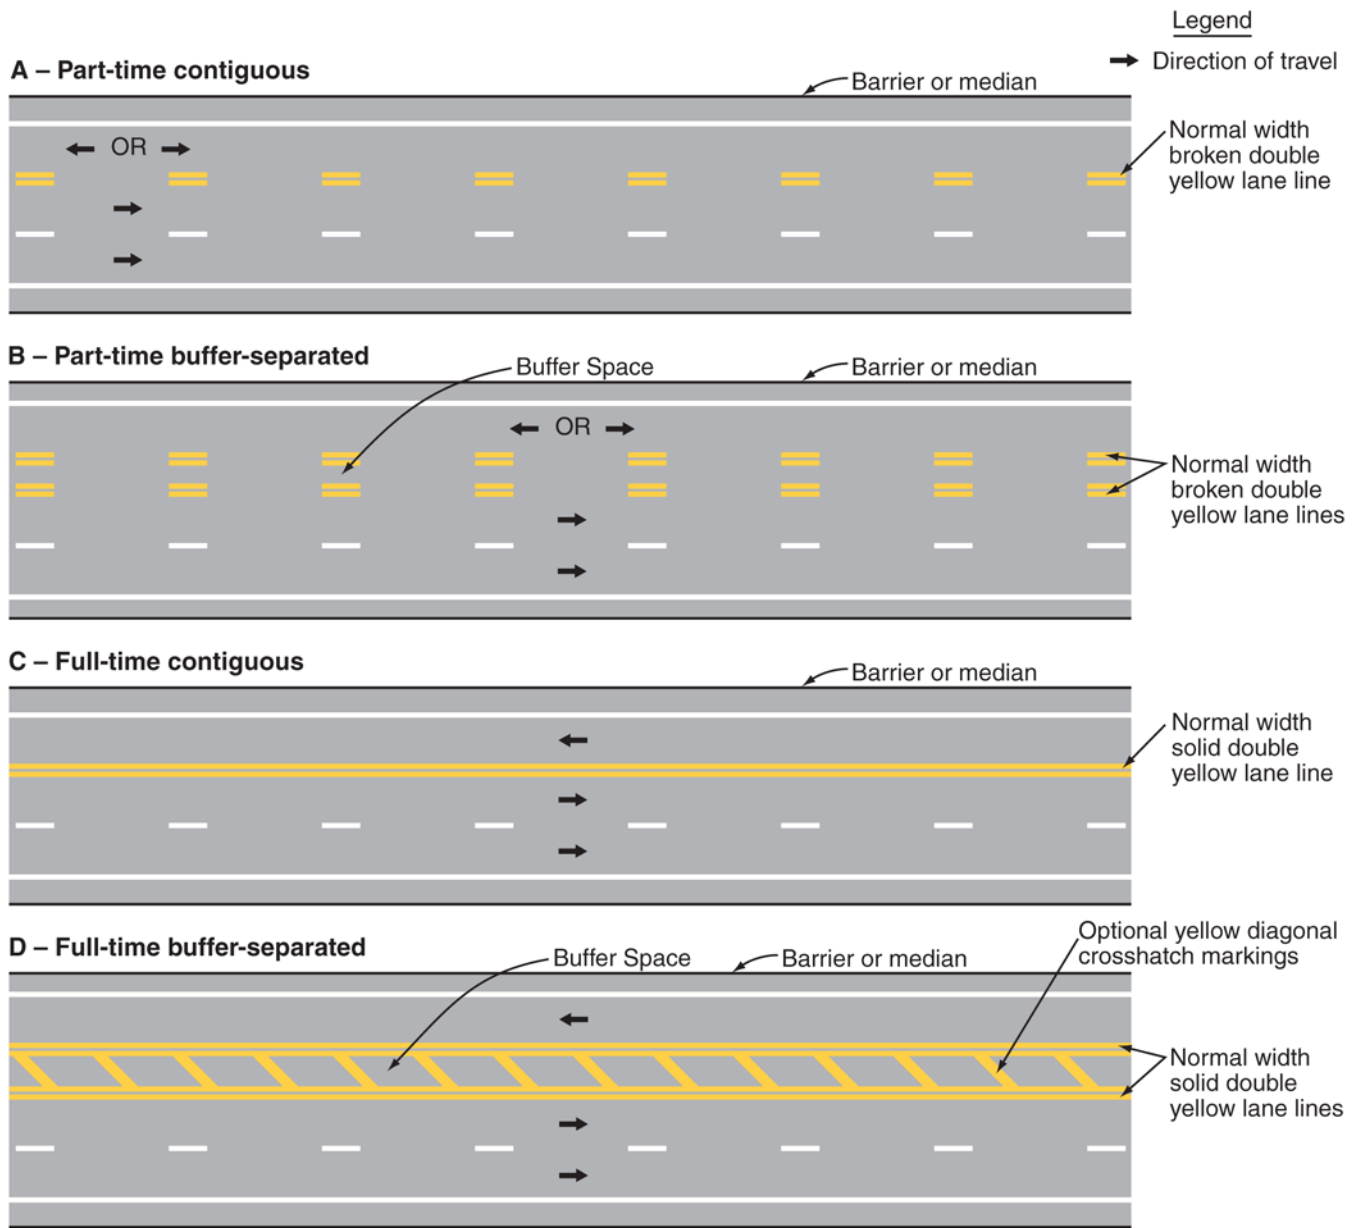 Legend
Direction of travel
A – Part-time contiguous
Barrier or median
OR
Normal width
broken double
yellow lane line
B – Part-time buffer-separated
Buffer Space
Barrier or median
OR
Normal width
broken double
yellow lane lines
C – Full-time contiguous
Barrier or median
Normal width
solid double
yellow lane line
D – Full-time buffer-separated
Buffer Space
Barrier or median
Optional yellow diagonal
crosshatch markings
Normal width
solid double
yellow lane lines